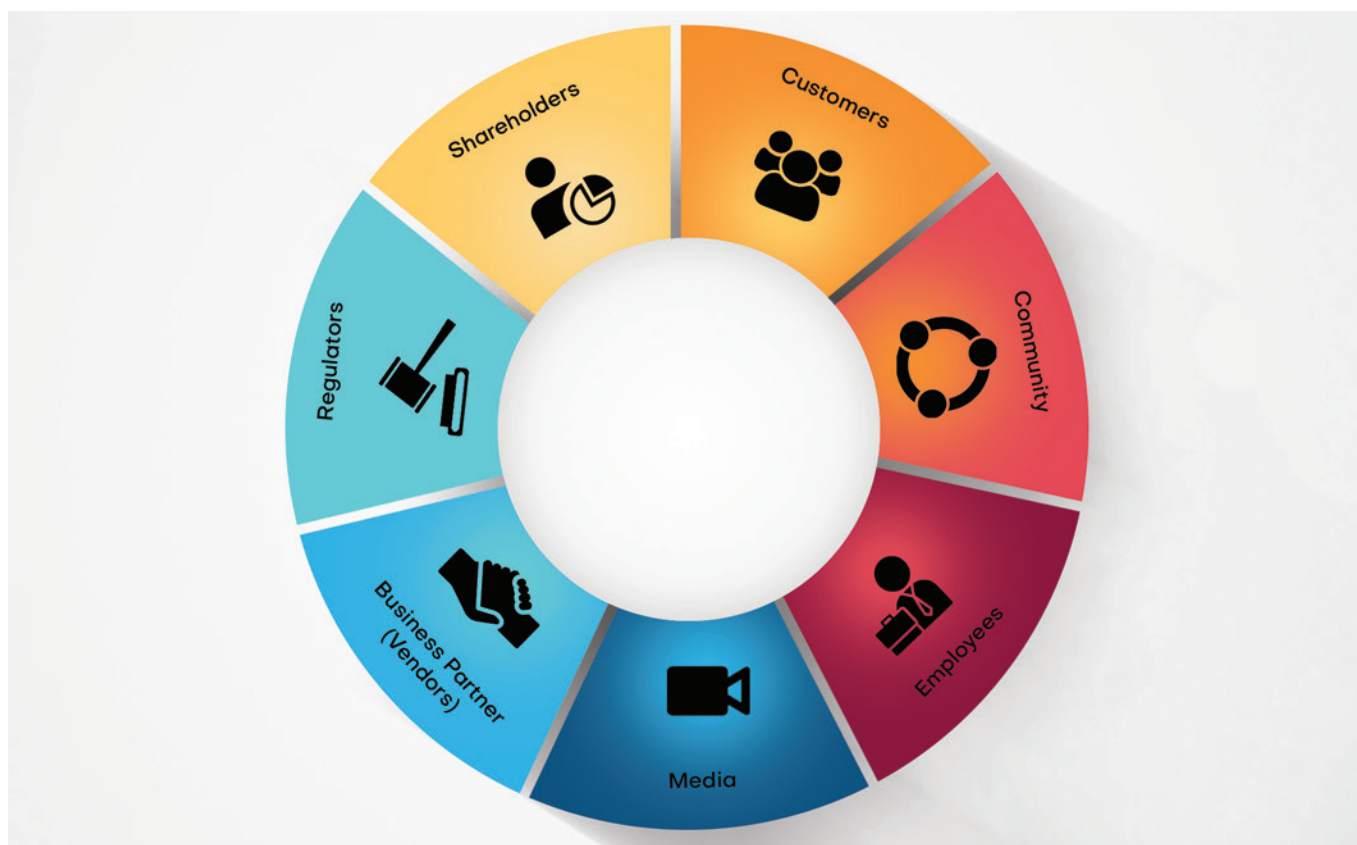 Customers
Community
Employees
Media
Business Partner
(Vendors)
Regulators
Shareholders